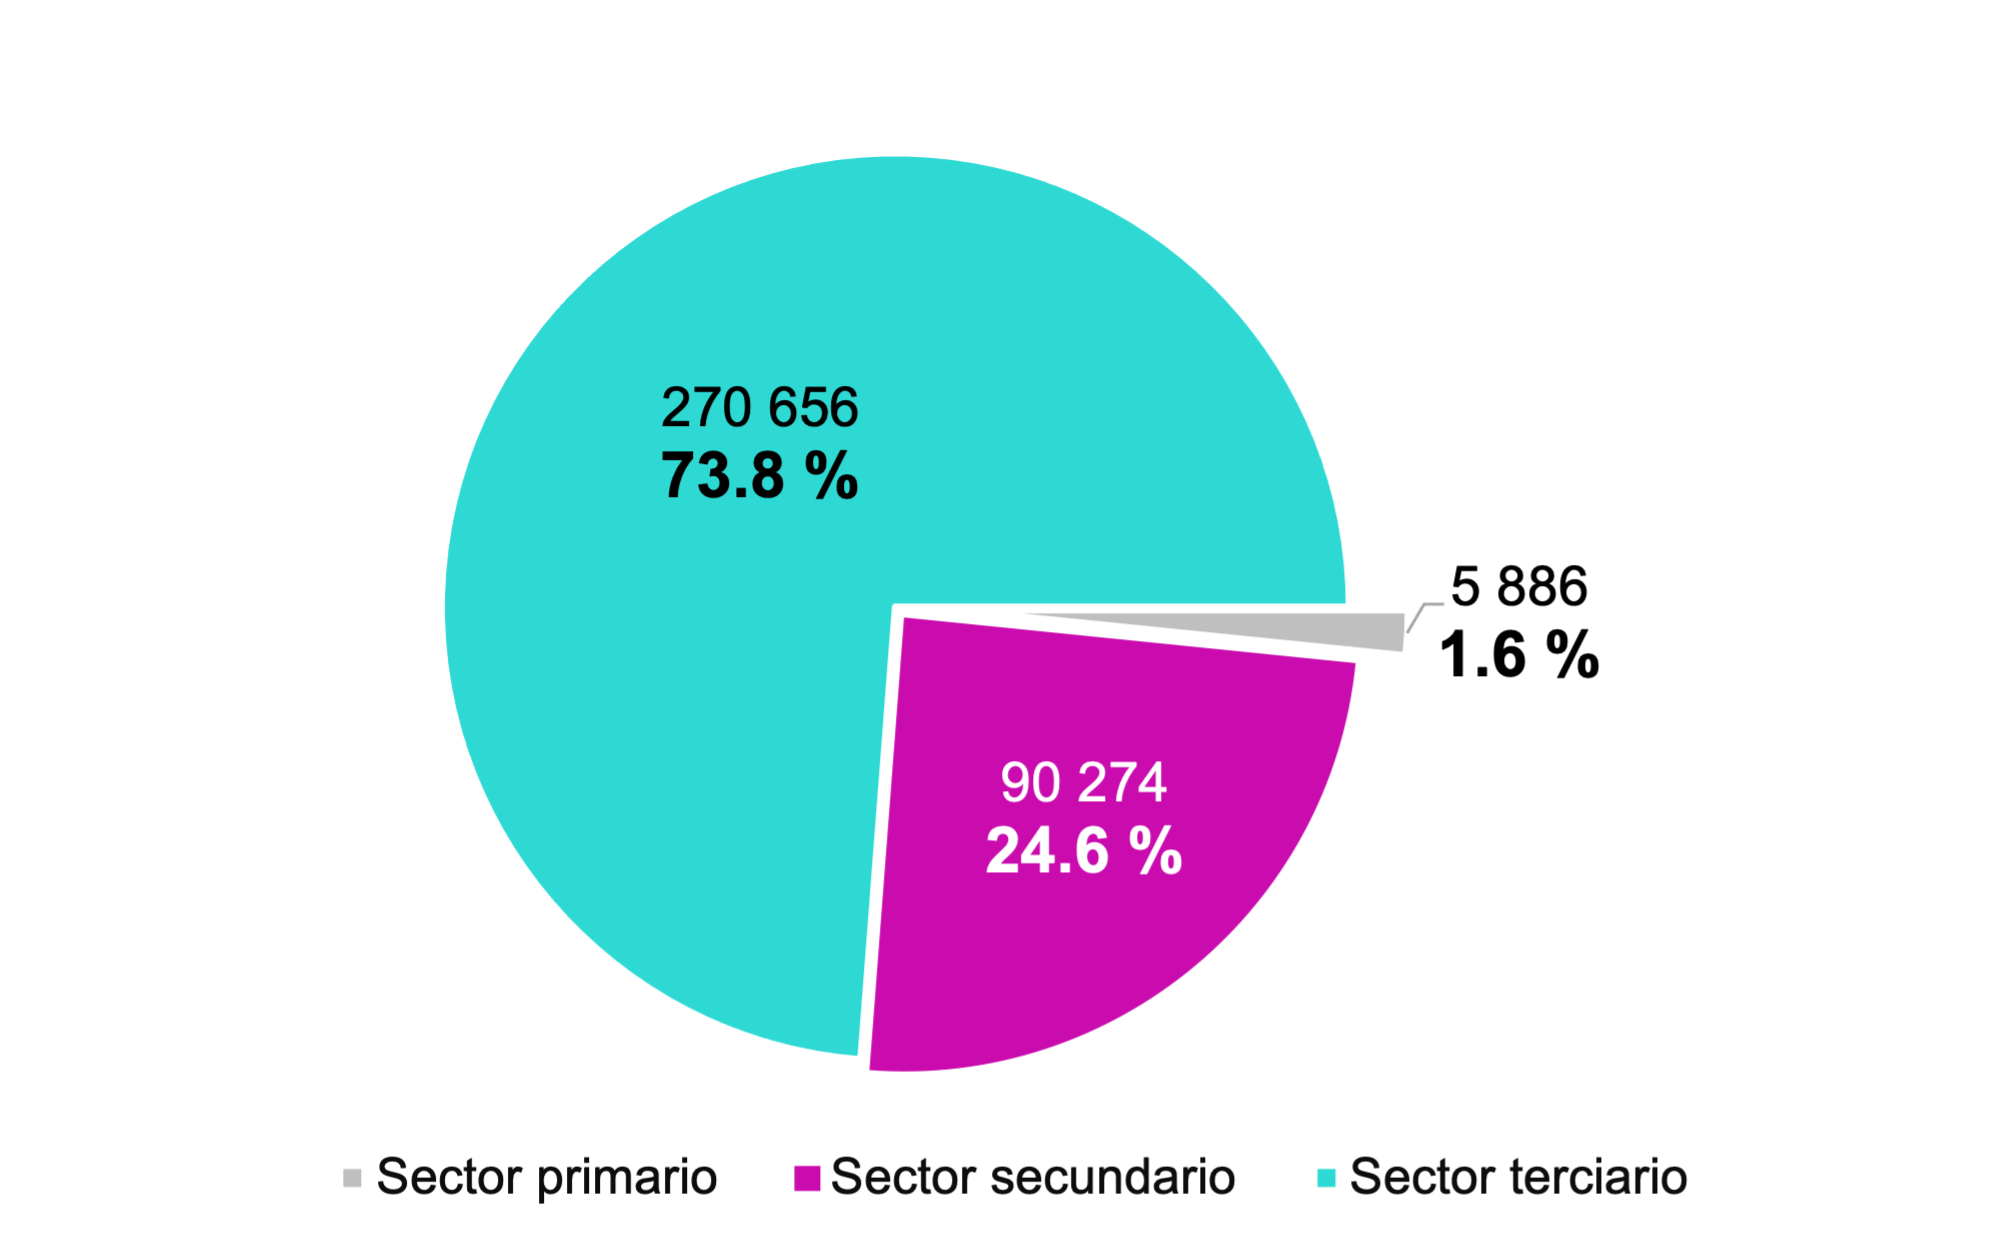 270 656
73.8 %
5 886
1.6 %
90 274
24.6 %
Sector primario
Sector secundario
Sector terciario